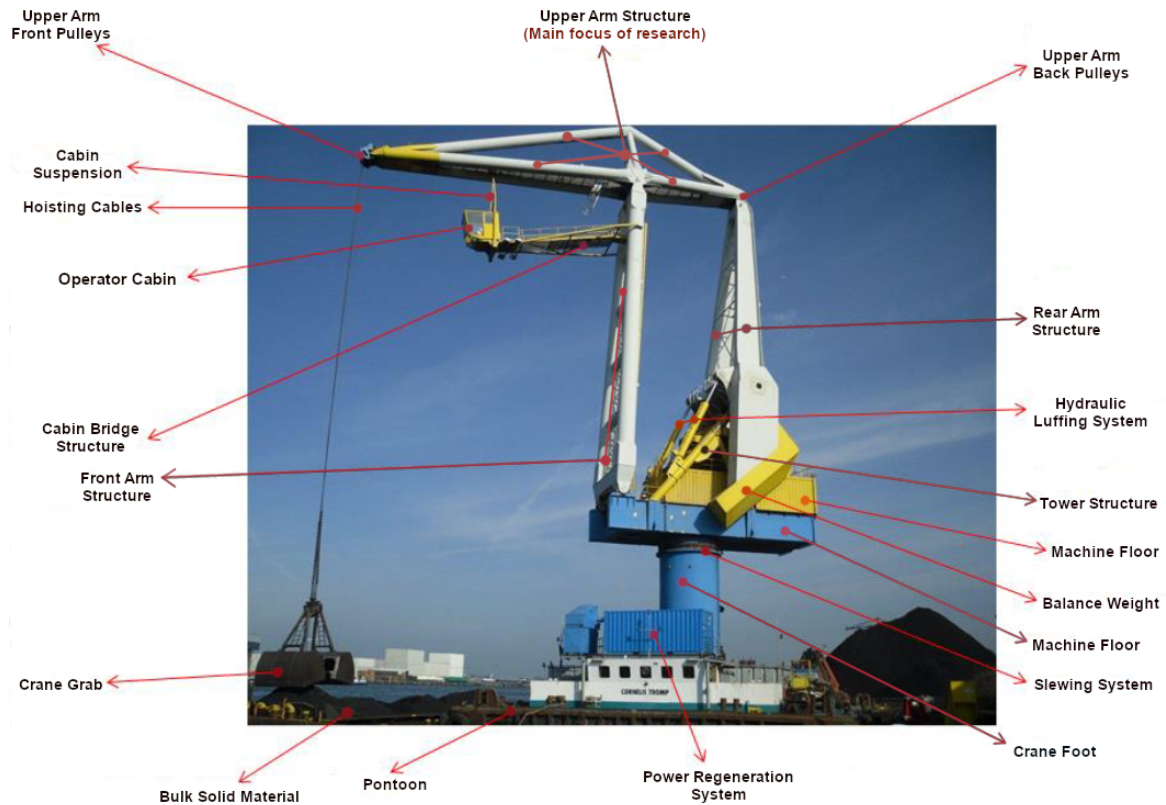 Upper Arm
Front Pulleys
Upper Arm Structure
(Main focus of research)
Upper Arm
Back Pulleys
Cabin
Suspension
Hoisting Cables
Operator Cabin
Rear Arm
Structure
Cabin Bridge
Structure
Hydraulic
Luffing System
Front Arm
Structure
Tower Structure
Machine Floor
Balance Weight
Machine Floor
Crane Grab
Slewing System
CORNELIS TROMP
Crane Foot
Bulk Solid Material
Pontoon
Power Regeneration
System